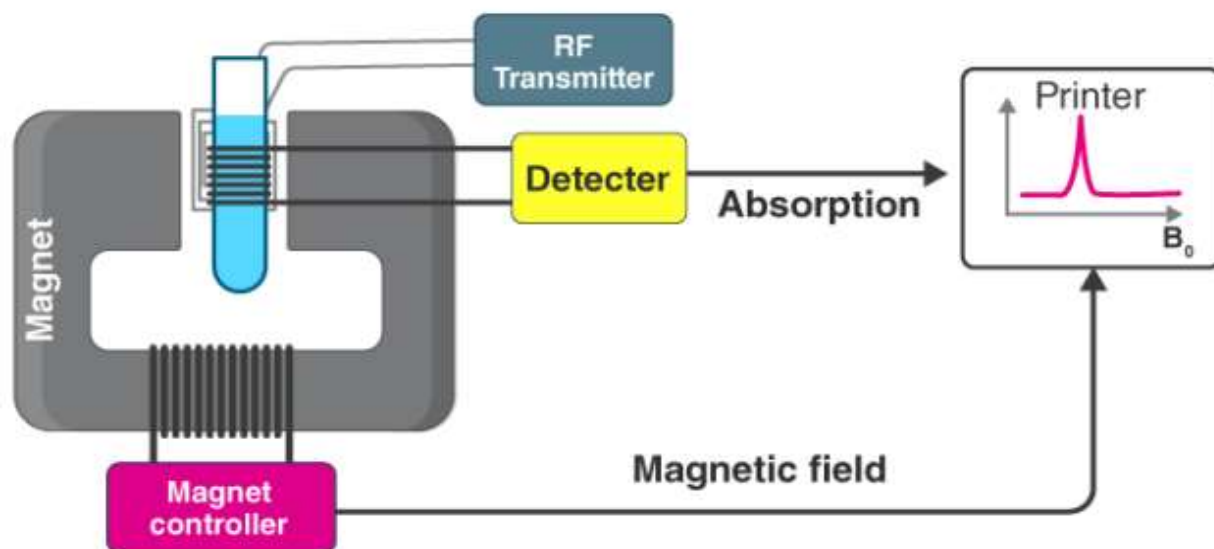 RF
Transmitter
Printer
Detecter
Absorption
B₀
Magnet
Magnetic field
Magnet
controller